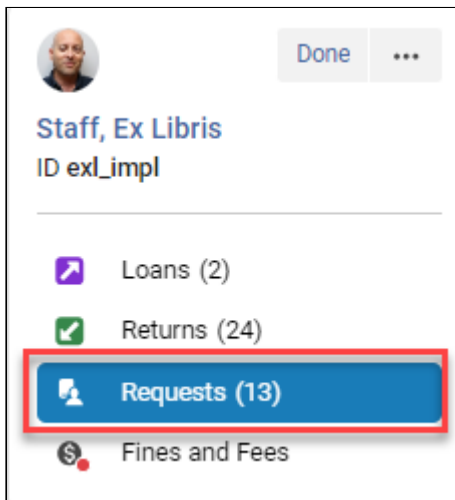 Done
Staff, Ex Libris
ID exl_impl
Loans (2)
Returns (24)
Requests (13)
Fines and Fees